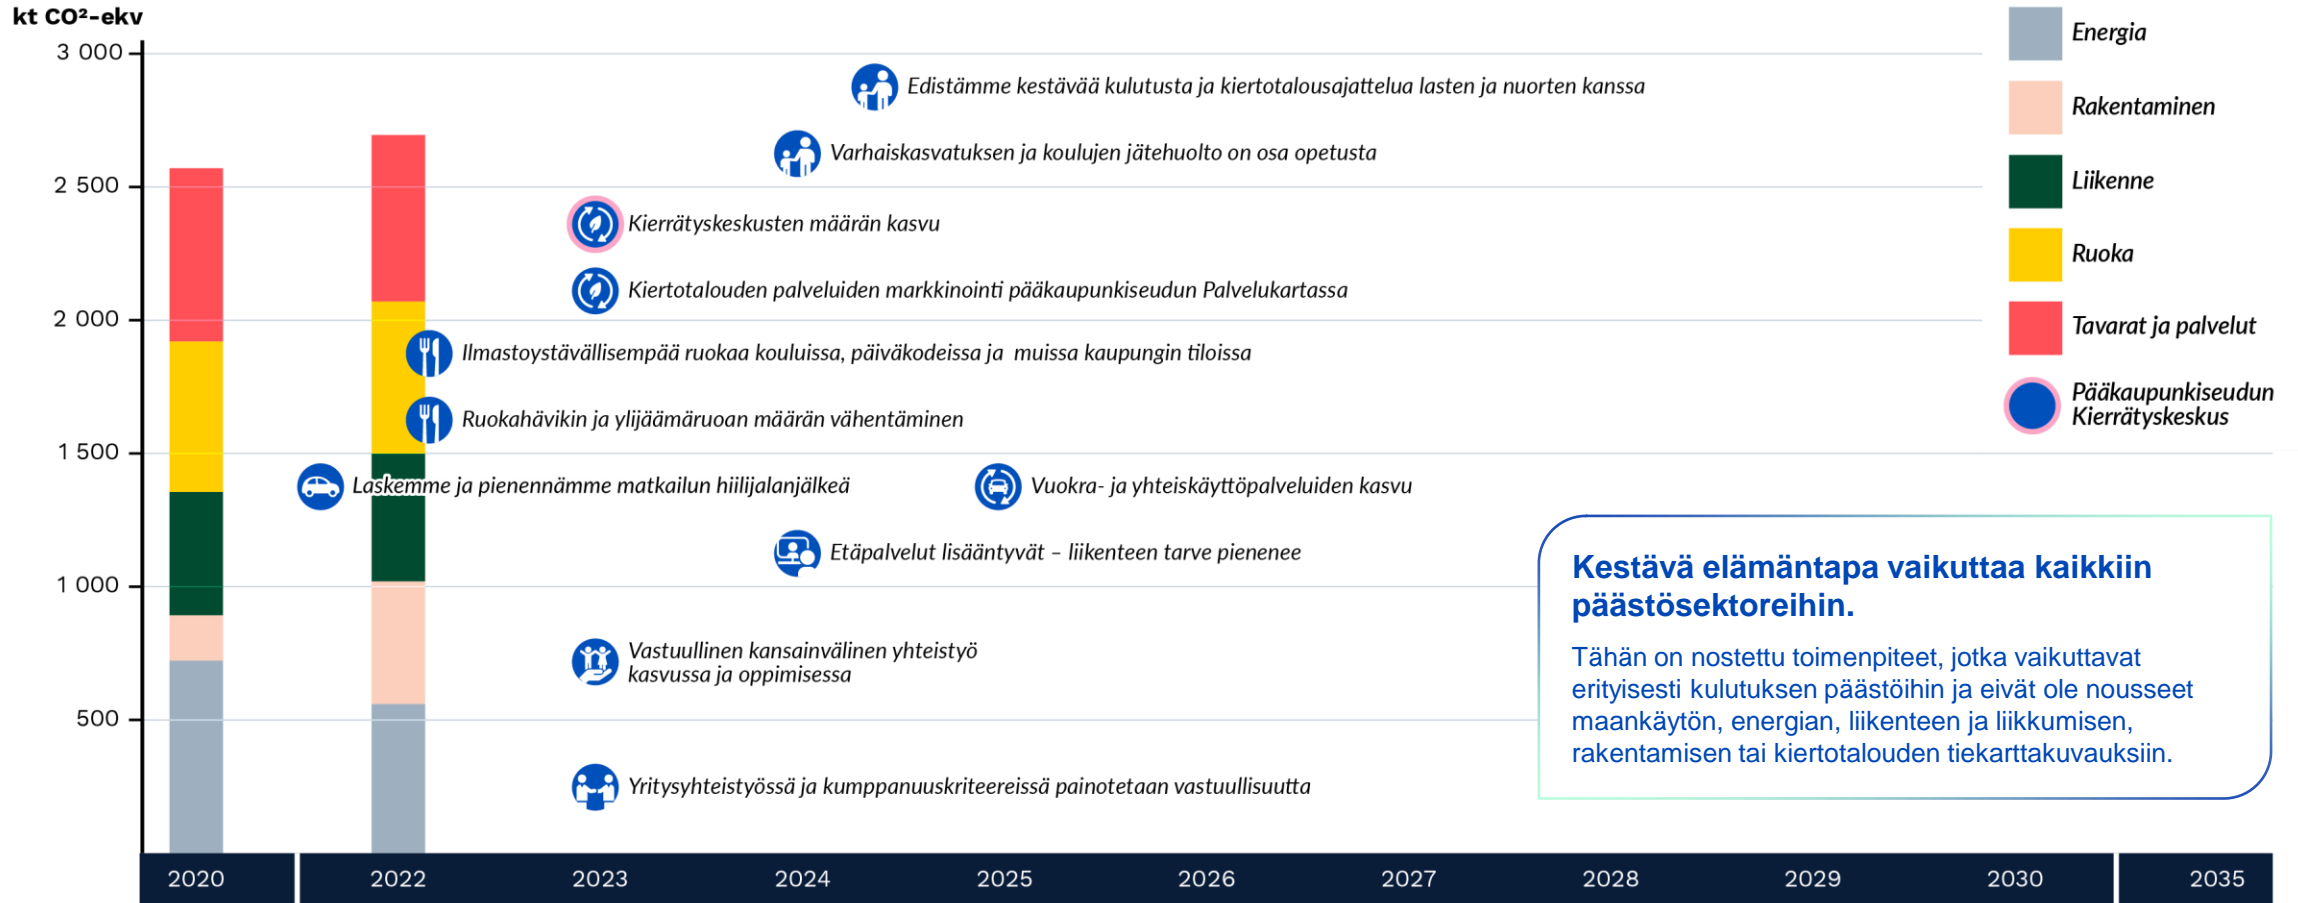 kt CO²-ekv
3 000
2 500
2 000
1 500
1 000
500
Edistämme kestävää kulutusta ja kiertotalousajattelua lasten ja nuorten kanssa
Varhaiskasvatuksen ja koulujen jätehuolto on osa opetusta
Kierrätyskeskusten määrän kasvu
Kiertotalouden palveluiden markkinointi pääkaupunkiseudun Palvelukartassa
Ilmastoystävällisempää ruokaa kouluissa, päiväkodeissa ja muissa kaupungin tiloissa
Ruokahävikin ja ylijäämäruoan määrän vähentäminen
Laskemme ja pienennämme matkailun hiilijalanjälkeä
Vuokra- ja yhteiskäyttöpalveluiden kasvu
Etäpalvelut lisääntyvät – liikenteen tarve pienenee
Vastuullinen kansainvälinen yhteistyö
kasvussa ja oppimisessa
Yritysyhteistyössä ja kumppanuuskriteereissä painotetaan vastuullisuutta
Energia
Rakentaminen
Liikenne
Ruoka
Tavarat ja palvelut
Pääkaupunkiseudun
Kierrätyskeskus
Kestävä elämäntapa vaikuttaa kaikkiin
päästösektoreihin.
Tähän on nostettu toimenpiteet, jotka vaikuttavat
erityisesti kulutuksen päästöihin ja eivät ole nousseet
maankäytön, energian, liikenteen ja liikkumisen,
rakentamisen tai kiertotalouden tiekarttakuvauksiin.
2020 2022 2023 2024 2025 2026 2027 2028 2029 2030 2035